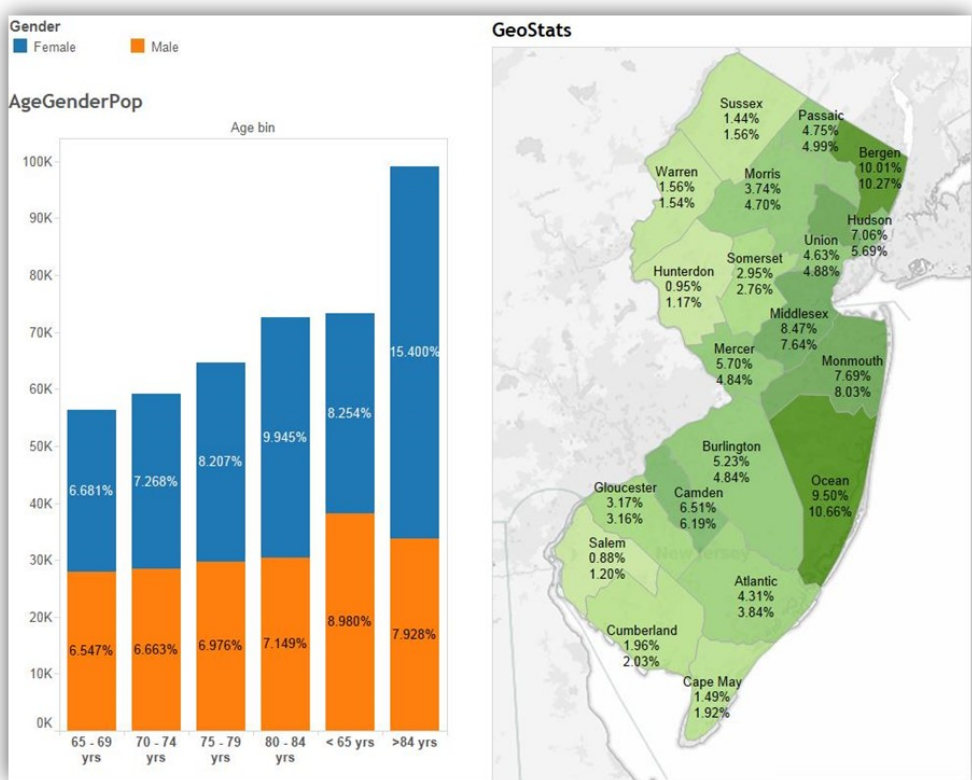 Gender
Female
Male
AgeGenderPop
Age bin
100K
90K
80K
70K
60K
50K
40K
30K
20K
10K
0K
6.681%
7.268%
8.207%
9.945%
8.254%
15.400%
6.547%
6.663%
6.976%
7.149%
8.980%
7.928%
65 - 69
yrs
70 - 74
yrs
75 - 79
yrs
80 - 84
yrs
< 65 yrs
>84 yrs
GeoStats
Sussex
1.44%
1.56%
Passaic
4.75%
4.99%
Bergen
10.01%
10.27%
Warren
1.56%
1.54%
Morris
3.74%
4.70%
Hudson
7.06%
5.69%
Union
4.63%
4.88%
Somerset
2.95%
2.76%
Hunterdon
0.95%
1.17%
Middlesex
8.47%
7.64%
Mercer
5.70%
4.84%
Monmouth
7.69%
8.03%
Burlington
5.23%
4.84%
Ocean
9.50%
10.66%
Gloucester
3.17%
3.16%
Camden
6.51%
6.19%
Salem
0.88%
1.20%
New Jersey
Atlantic
4.31%
3.84%
Cumberland
1.96%
2.03%
Cape May
1.49%
1.92%